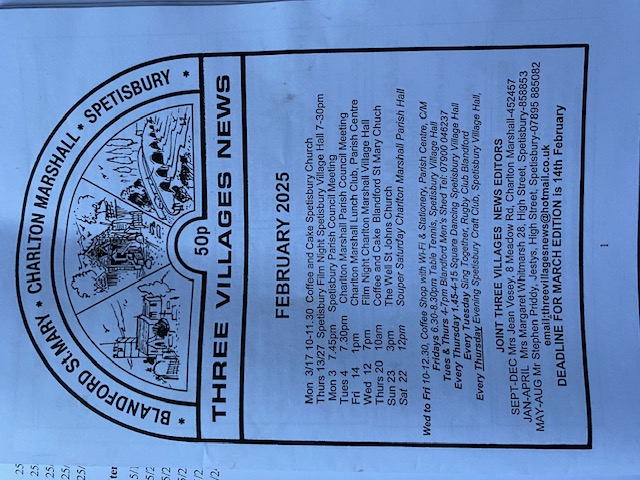 * BLANDFORD ST.MARY * CHARLTON MARSHALL * SPETISBURY *
50p
THREE VILLAGES NEWS
FEBRUARY 2025
Mon 3/17 10-11.30 Coffee and Cake Spetisbury Church
Thurs 13/27 Spetisbury Film Night Spetisbury Village Hall 7-30pm
Mon 3 7.45pm Spetisbury Parish Council Meeting
Tues 4 7.30pm Charlton Marshall Parish Council Meeting
Fri 14 1pm Charlton Marsh Lunch Club, Parish Centre
Wed 12 7pm Film Night Charlton Marshall Village Hall
Thurs 20 10am Coffee and Cake Blandford St Mary Chuch
Sun 23 3pm The Well St Johns Church
Sat 22 12pm Souper Saturday Charlton Marshall Parish Hall
Wed to Fri 10-12.30, Coffee Stop with WI-FI & Stationery, Parish Centre, C/M
Fridays 6.30-8.30pm Table Tennis, Spetisbury Village Hall
Tues & Thurs 4-7pm Blandford Men's Shed Tel: 07900 046237
Every Thursday 1.45-4-15 Square Dancing Spetisbury Village Hall
Every Tuesday Sing Together, Rugby Club Blandford
Every Thursday Evening Spetisbury Craft Club, Spetisbury Village Hall,
JOINT THREE VILLAGES NEWS EDITORS
SEPT-DEC Mrs Jean Vesey, 8 Meadow Rd, Charlton Marshall-452457
JAN-APRIL Mrs Margaret Whitmarsh 28, High Street, Spetisbury-858853
MAY-AUG Mr Stephen Priddy, Jestys, High Street, Spetisbury-07895 885082
email:threevillagesnews@hotmail.co.uk
DEADLINE FOR MARCH EDITION is 14th February
1